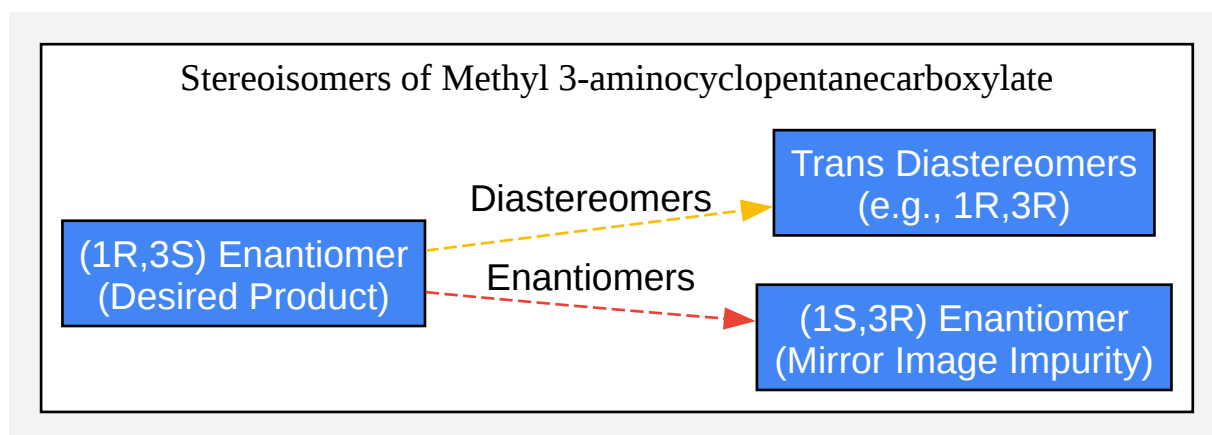 Stereoisomers of Methyl 3-aminocyclopentanecarboxylate
(1R,3S) Enantiomer
(Desired Product)
Diastereomers
Enantiomers
Trans Diastereomers
(e.g., 1R,3R)
(1S,3R) Enantiomer
(Mirror Image Impurity)